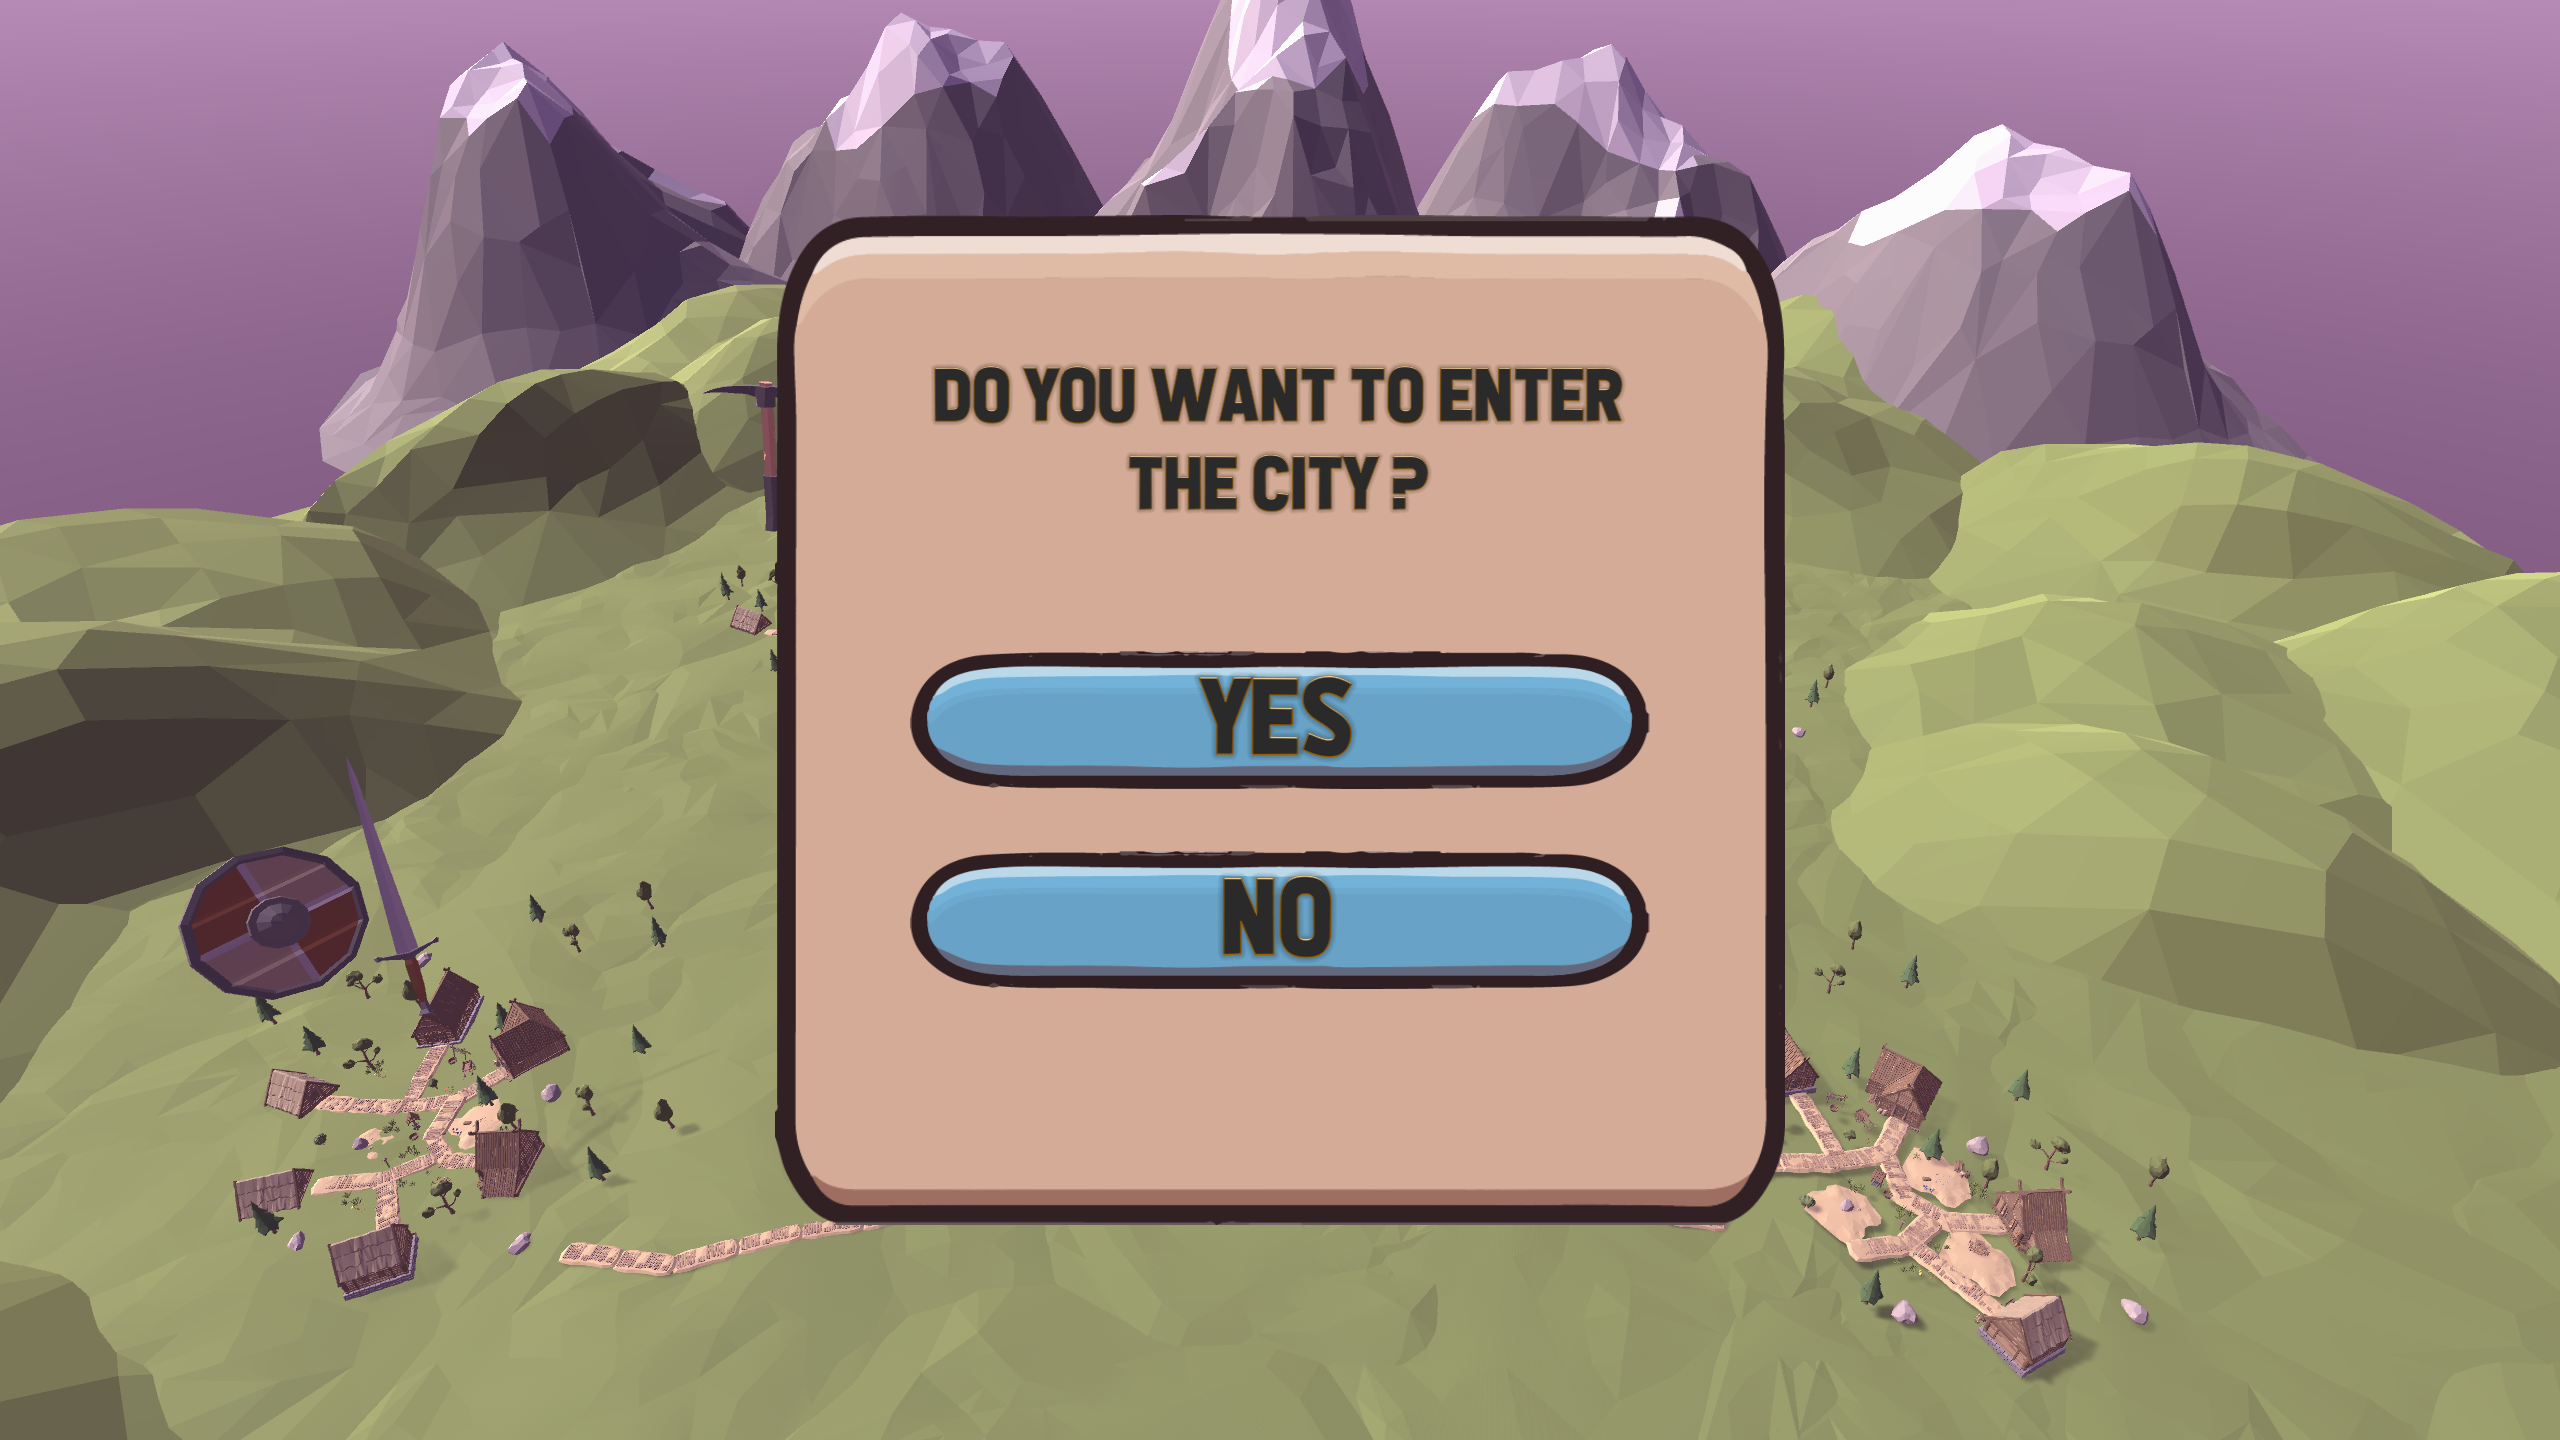 DO YOU WANT TO ENTER
THE CITY ?
YES
NO